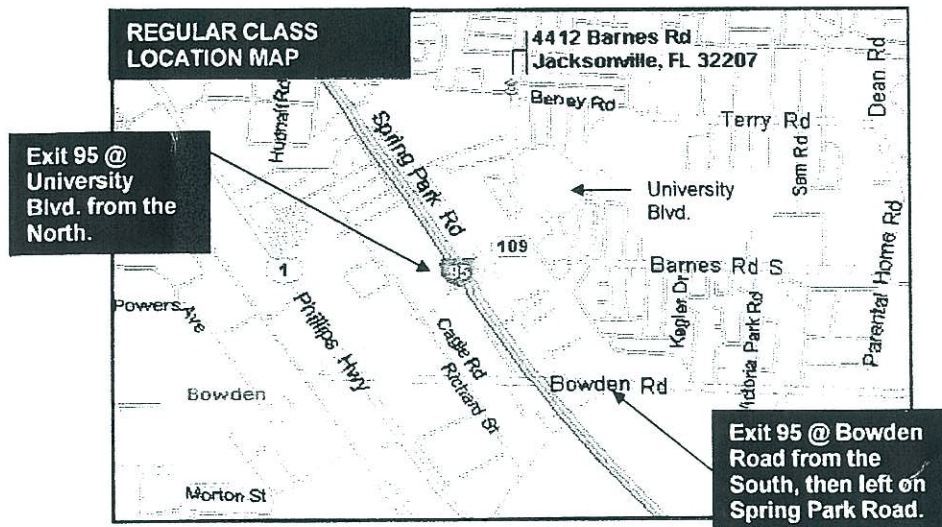 REGULAR CLASS
LOCATION MAP
4412 Barnes Rd
Jacksonville, FL 32207
Beney Rd
Dean Rd
Terry Rd
Sam Rd
Spring Park Rd
Exit 95 @
University
Blvd. from the
North.
University
Blvd.
109
95
1
Barnes Rd S
Parental Home Rd
Kegler Dr
Victoria Park Rd
Powers Ave
Phillips Hwy
Cagle Rd
Richard St
Bowden Rd
Bowden
Morton St
Exit 95 @ Bowden
Road from the
South, then left on
Spring Park Road.